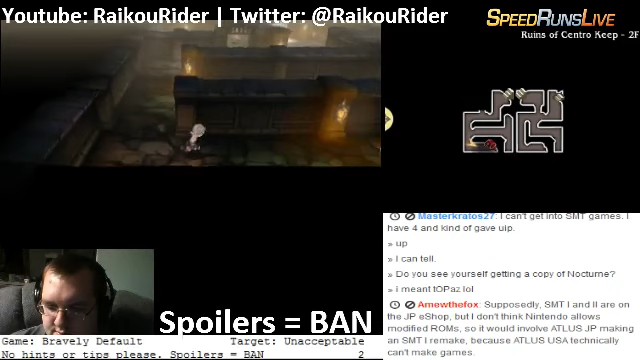 Youtube: RaikouRider | Twitter: @RaikouRider
SPEEDRUNSLIVE
Ruins of Centro Keep - 2F
Masterkratos27: I can't get into SMT games. I
have 4 and kind of gave uip.
» up
» I can tell.
» Do you see yourself getting a copy of Nocturne?
» i meant tOPaz lol
Amewthefox: Supposedly, SMT I and II are on
the JP eShop, but I don't think Nintendo allows
modified ROMs, so it would involve ATLUS JP making
an SMT I remake, because ATLUS USA technically
can't make games.
Spoilers = BAN
Game: Bravely Default
Target: Unacceptable
No hints or tips please. Spoilers = BAN
2